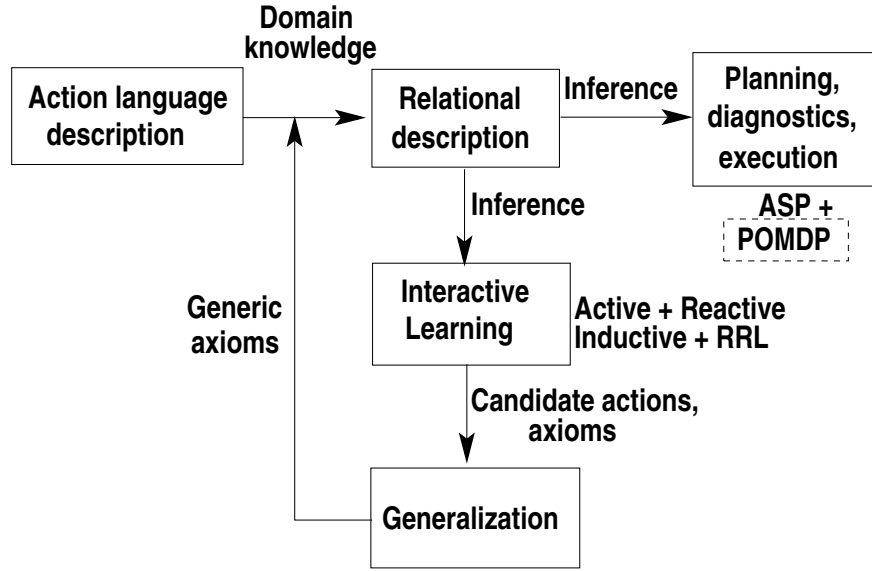 Domain
knowledge
Action language
description
Relational
description
Inference
Planning,
diagnostics,
execution
ASP +
POMDP
Inference
Interactive
Learning
Active + Reactive
Inductive + RRL
Generic
axioms
Candidate actions,
axioms
Generalization